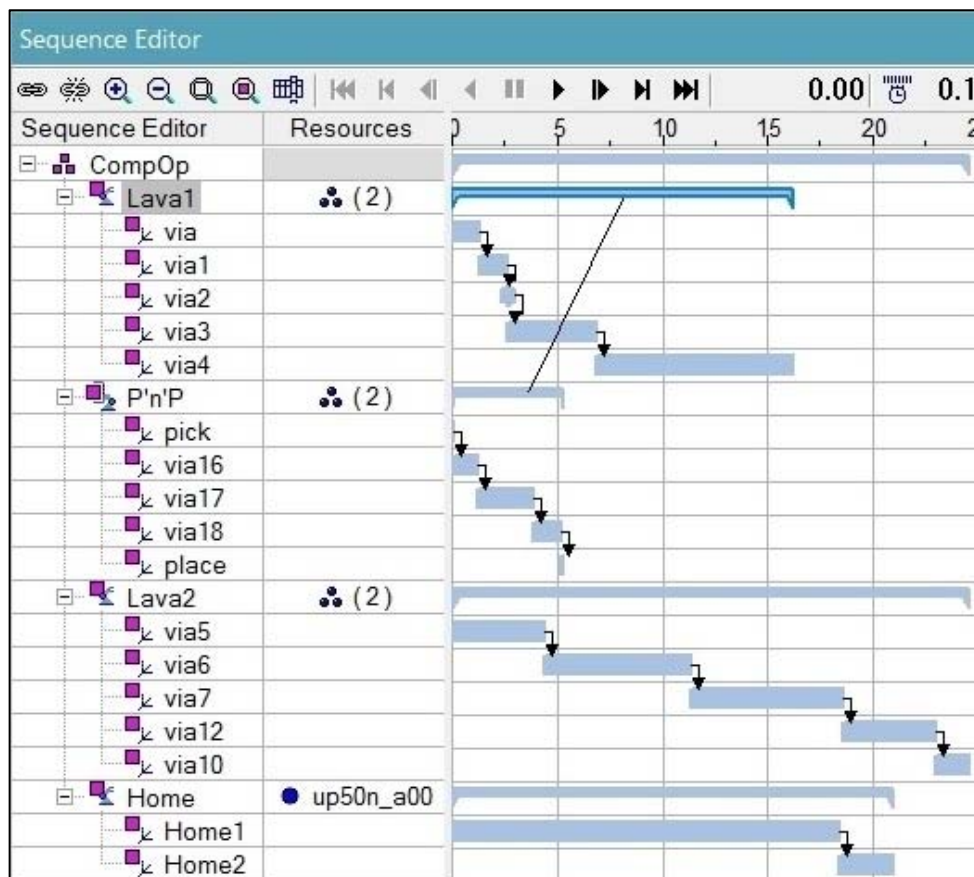 Sequence Editor
0.00 0.1
Sequence Editor Resources 0 5 10 15 20 2
CompOp
Lava1 (2)
via
via1
via2
via3
via4
P'n'P (2)
pick
via16
via17
via18
place
Lava2 (2)
via5
via6
via7
via12
via10
Home up50n_a00
Home1
Home2